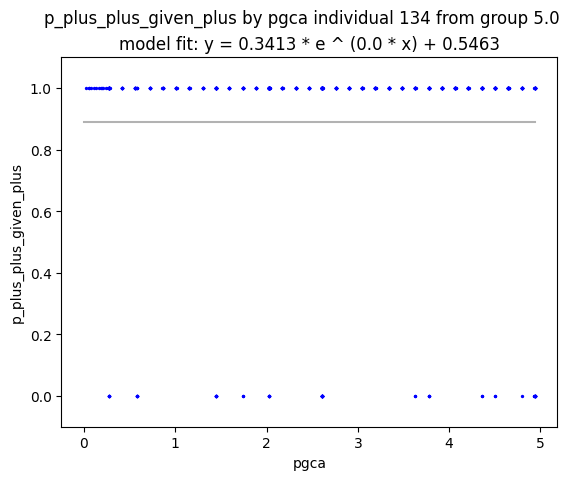 p_plus_plus_given_plus by pgca individual 134 from group 5.0
model fit: y = 0.3413 * e ^ (0.0 * x) + 0.5463
p_plus_plus_given_plus
1.0
0.8
0.6
0.4
0.2
0.0
0 1 2 3 4 5
pgca